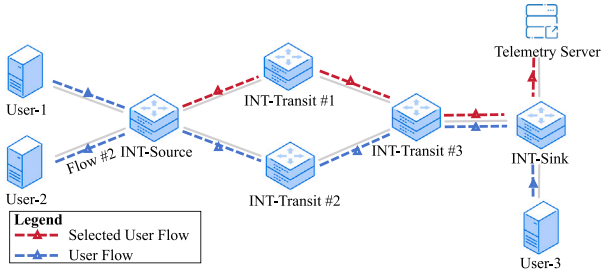 Telemetry Server
User-1
INT-Transit #1
INT-Source
INT-Transit #3
INT-Sink
Flow #2
User-2
INT-Transit #2
User-3
Legend
Selected User Flow
User Flow